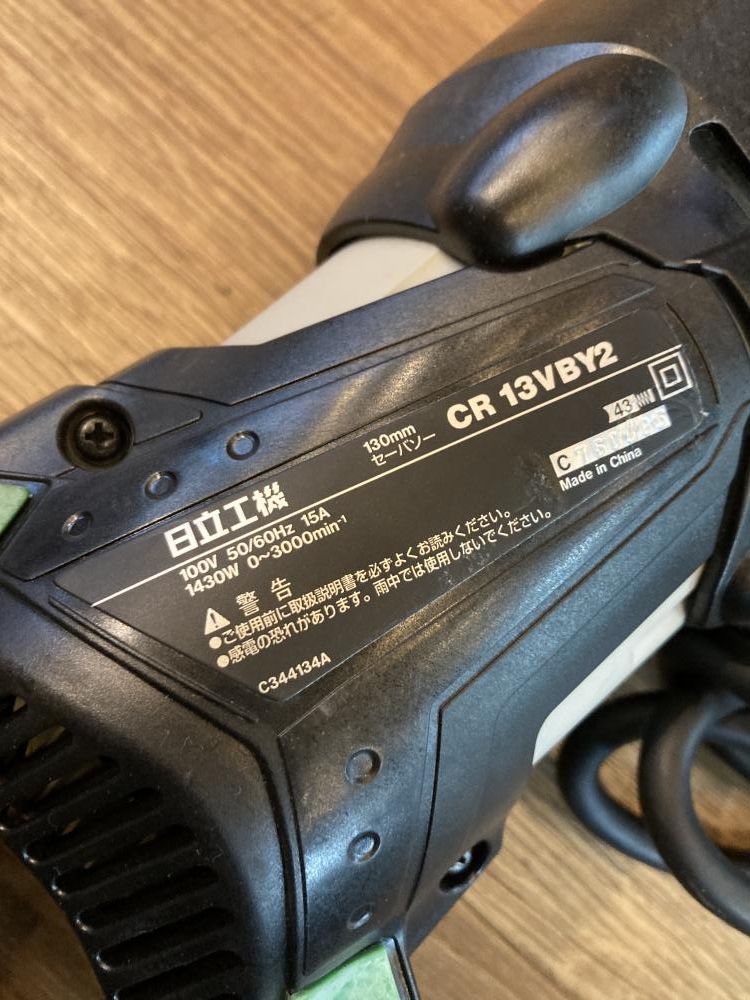 130mm
セーバソー
CR 13VBY2
日立工機
100V 50/60Hz 15A
1430W 0~3000min-1
43
C
Made in China
警告
●ご使用前に取扱説明書を必ずよくお読みください。
●感電の恐れがあります。雨中では使用しないでください。
C344134A